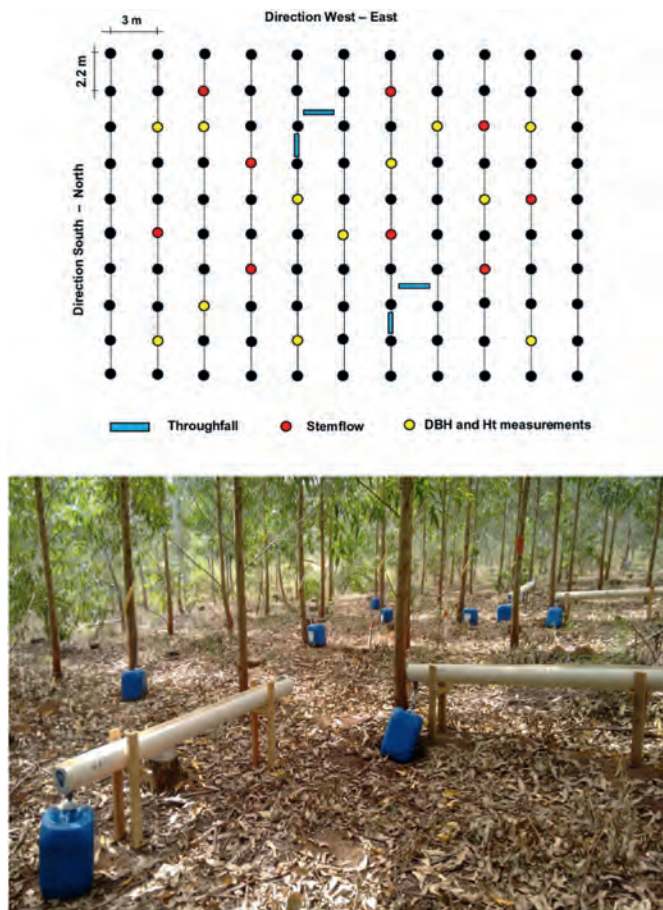 Direction West – East
3 m
2.2 m
Direction South – North
Throughfall
Stemflow
DBH and Ht measurements